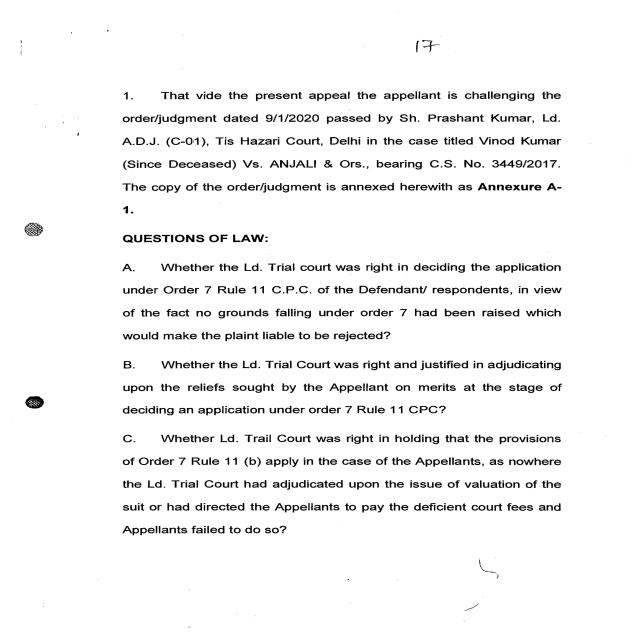 17
1. That vide the present appeal the appellant is challenging the
order/judgment dated 9/1/2020 passed by Sh. Prashant Kumar, Ld.
A.D.J. (C-01), Tis Hazari Court, Delhi in the case titled Vinod Kumar
(Since Deceased) Vs. ANJALI & Ors., bearing C.S. No. 3449/2017.
The copy of the order/judgment is annexed herewith as Annexure A-
1.
QUESTIONS OF LAW:
A. Whether the Ld. Trial court was right in deciding the application
under Order 7 Rule 11 C.P.C. of the Defendant/ respondents, in view
of the fact no grounds falling under order 7 had been raised which
would make the plaint liable to be rejected?
B. Whether the Ld. Trial Court was right and justified in adjudicating
upon the reliefs sought by the Appellant on merits at the stage of
deciding an application under order 7 Rule 11 CPC?
C. Whether Ld. Trail Court was right in holding that the provisions
of Order 7 Rule 11 (b) apply in the case of the Appellants, as nowhere
the Ld. Trial Court had adjudicated upon the issue of valuation of the
suit or had directed the Appellants to pay the deficient court fees and
Appellants failed to do so?